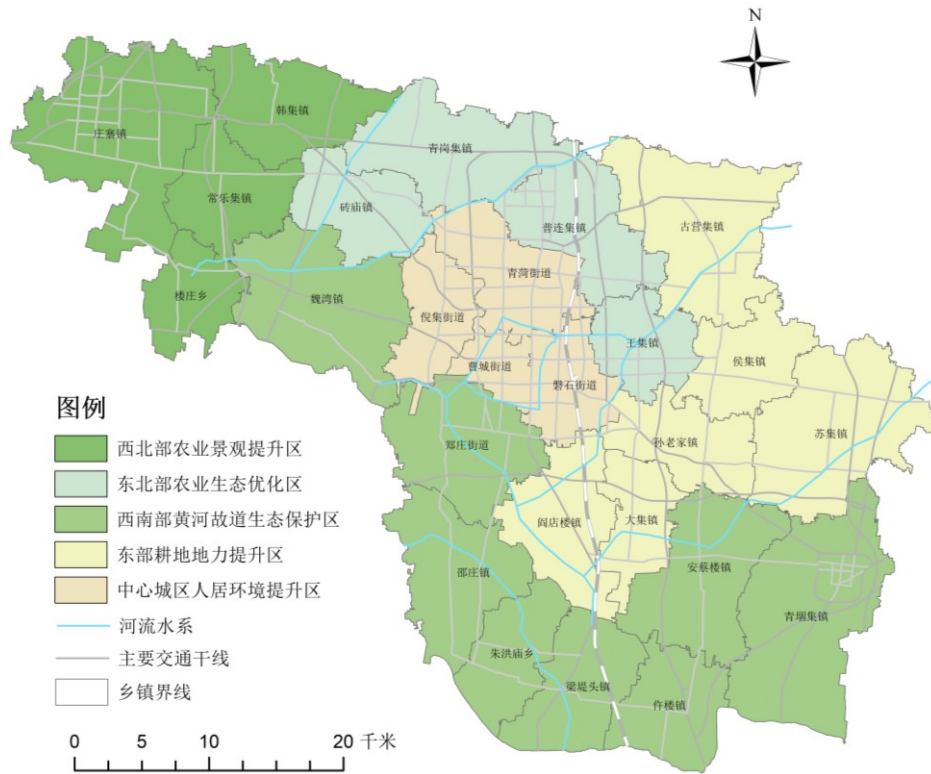 N
韩集镇
庄寨镇
青岗集镇
常乐集镇
砖庙镇
普连集镇
古营集镇
青菏街道
楼庄乡
魏湾镇
倪集街道
王集镇
侯集镇
曹城街道
磐石街道
苏集镇
郑庄街道
孙老家镇
阎店楼镇
大集镇
安蔡楼镇
邵庄镇
青堌集镇
朱洪庙乡
梁堤头镇
仵楼镇
图例
西北部农业景观提升区
东北部农业生态优化区
西南部黄河故道生态保护区
东部耕地地力提升区
中心城区人居环境提升区
河流水系
主要交通干线
乡镇界线
0 5 10 20 千米